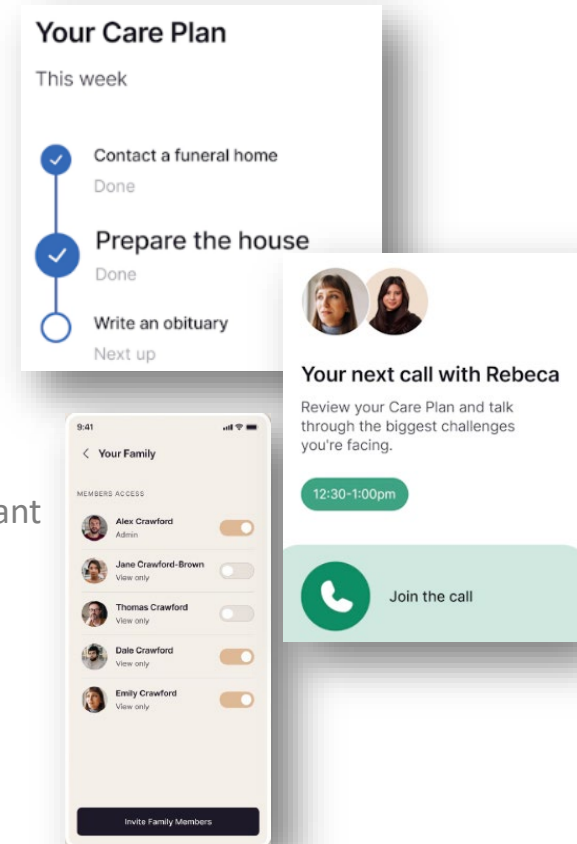 Your Care Plan
This week
Contact a funeral home
Done
Prepare the house
Done
Write an obituary
Next up
Your next call with Rebeca
Review your Care Plan and talk
through the biggest challenges
you're facing.
12:30-1:00pm
Join the call
ant
9:41
Your Family
MEMBERS ACCESS
Alex Crawford
Admin
Jane Crawford-Brown
View only
Thomas Crawford
View only
Dale Crawford
View only
Emily Crawford
View only
Invite Family Members